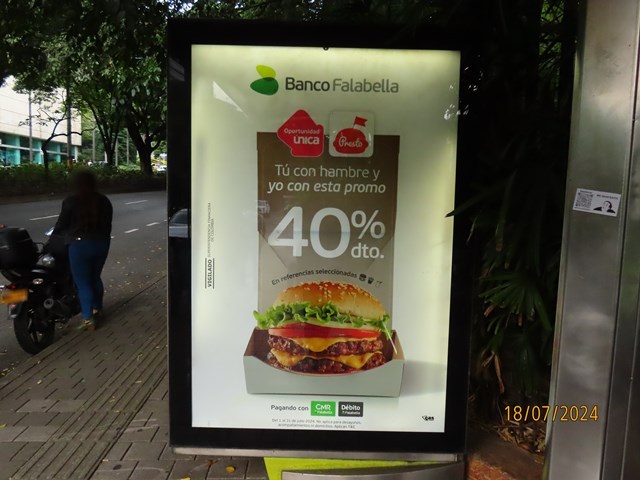 Banco Falabella
Oportunidad
única
Presto
Tú con hambre y
yo con esta promo
40%
dto.
En referencias seleccionadas
VIGILADO
Pagando con
CMR
Débito
18/07/2024